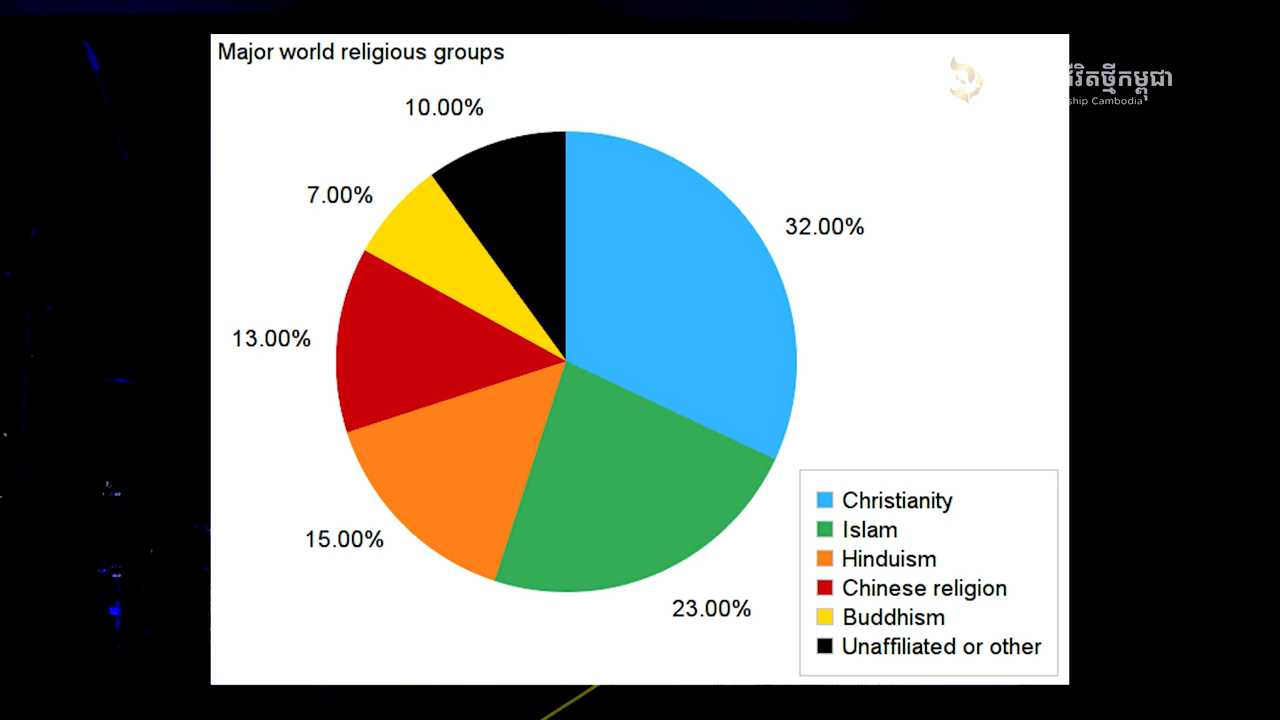 Major world religious groups
10.00%
7.00%
32.00%
13.00%
15.00%
23.00%
Christianity
Islam
Hinduism
Chinese religion
Buddhism
Unaffiliated or other
ជីវិតថ្មីកម្ពុជា
ship Cambodia